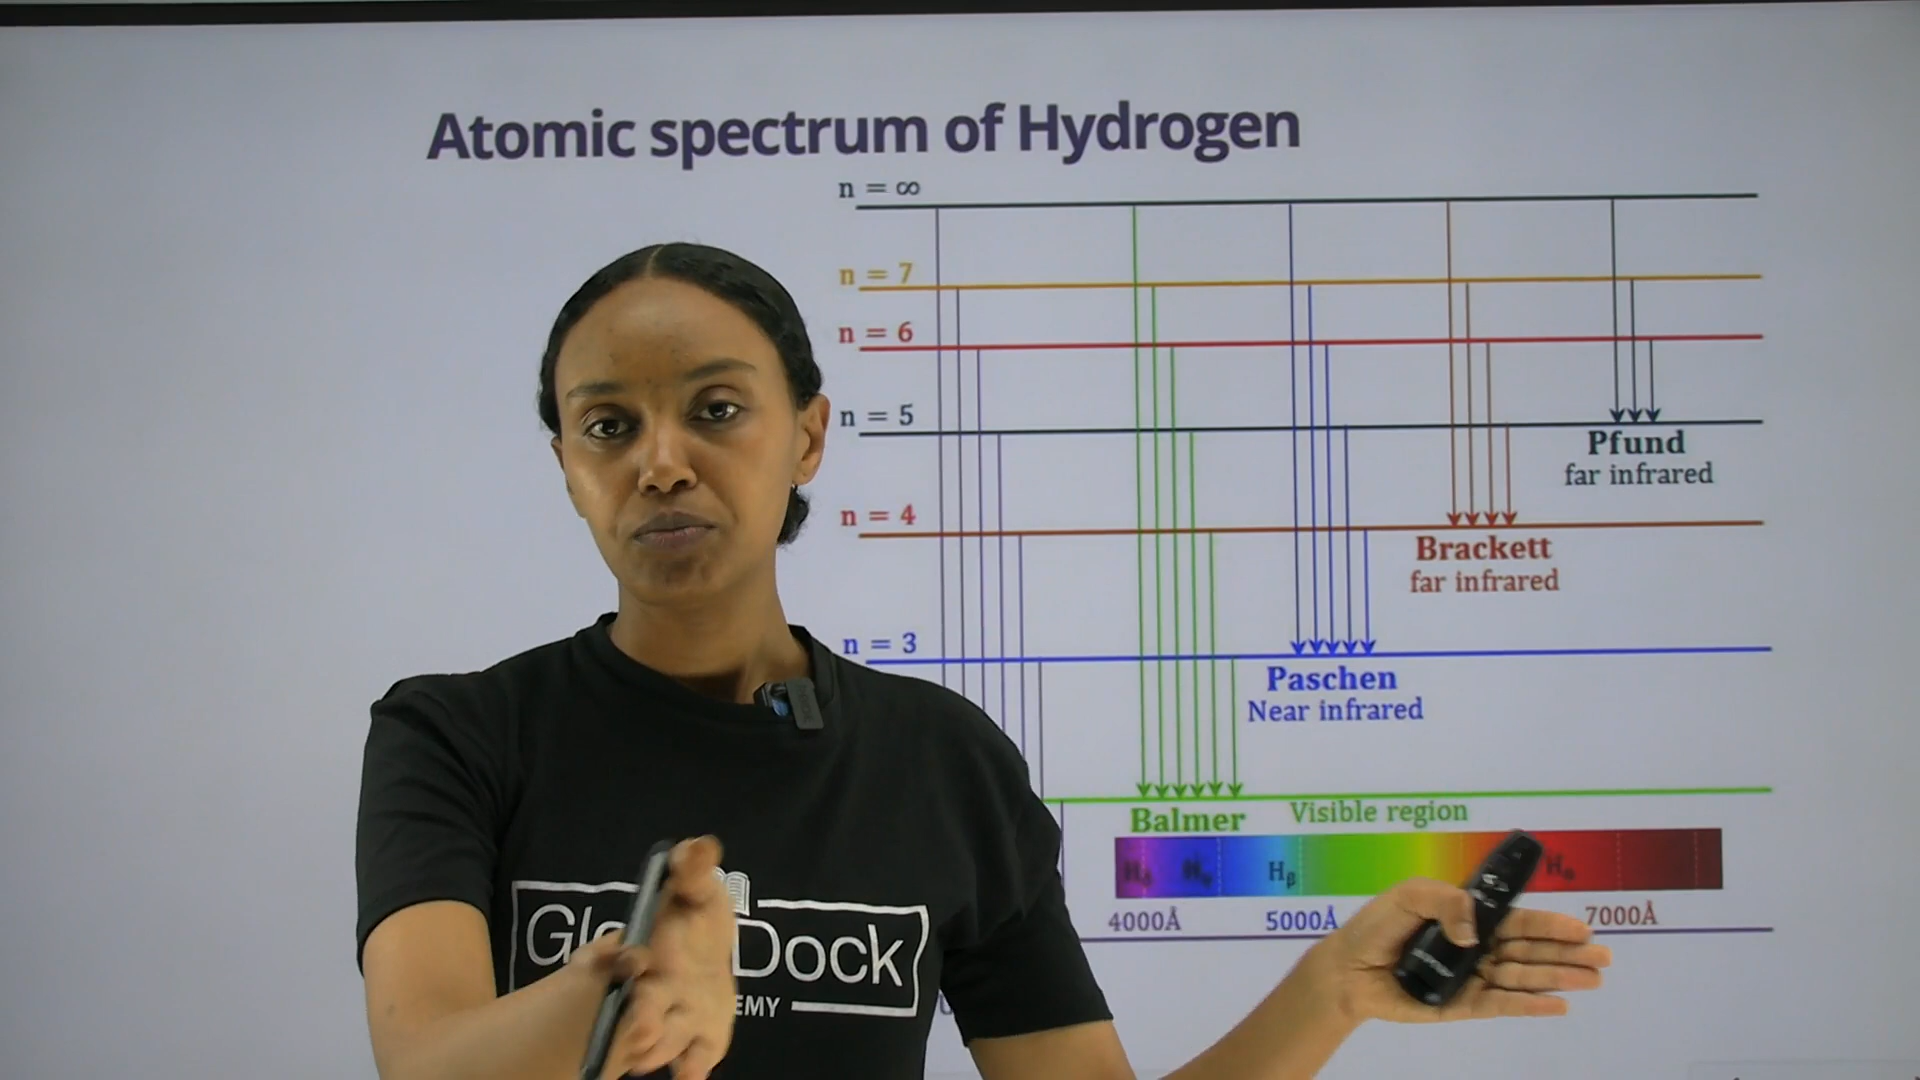 Atomic spectrum of Hydrogen
n = ∞
n = 7
n = 6
n = 5
Pfund
far infrared
n = 4
Brackett
far infrared
n = 3
Paschen
Near infrared
Balmer
Visible region
Hβ
Hα
4000Å
5000Å
7000Å
Dock